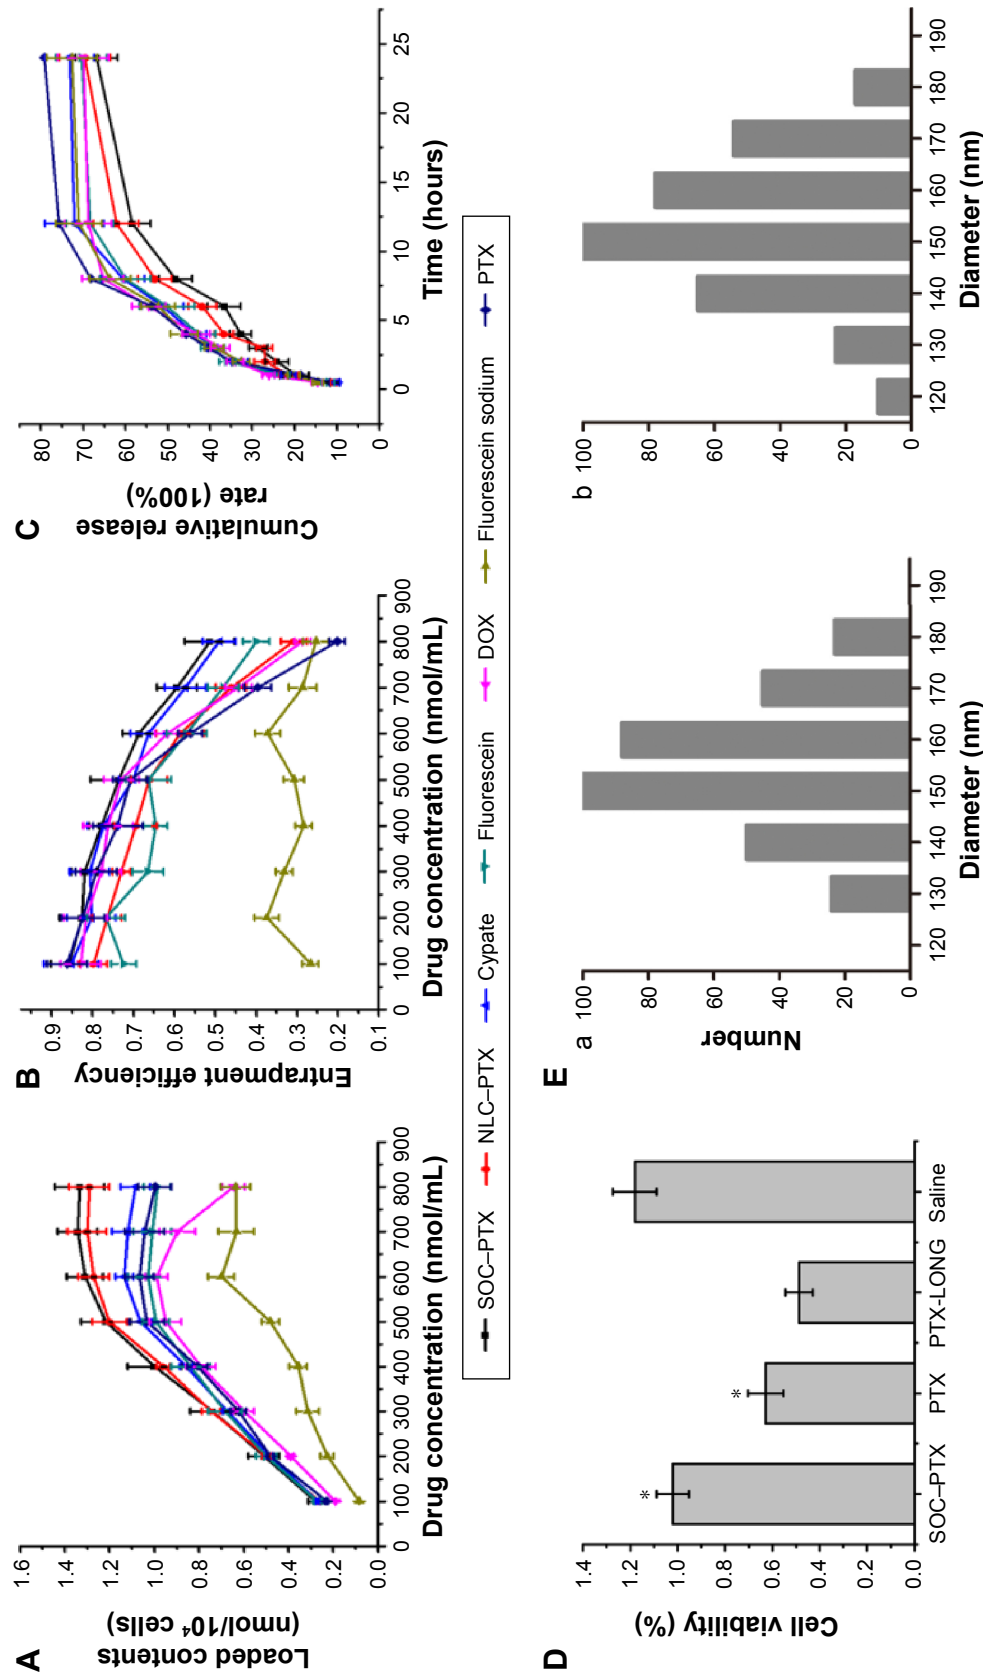 A
Loaded contents
(nmol/10⁴ cells)
1.6
1.4
1.2
1.0
0.8
0.6
0.4
0.2
0.0
0 100 200 300 400 500 600 700 800 900
Drug concentration (nmol/mL)
B
Entrapment efficiency
0.9
0.8
0.7
0.6
0.5
0.4
0.3
0.2
0.1
0 100 200 300 400 500 600 700 800 900
Drug concentration (nmol/mL)
C
Cumulative release
rate (100%)
80
70
60
50
40
30
20
10
0
0 5 10 15 20 25
Time (hours)
SOC–PTX NLC–PTX Cypate Fluorescein DOX Fluorescein sodium PTX
D
Cell viability (%)
1.4
1.2
1.0
0.8
0.6
0.4
0.2
0.0
* *
SOC–PTX PTX PTX-LONG Saline
E
a
Number
100
80
60
40
20
0
120 130 140 150 160 170 180 190
Diameter (nm)
b
100
80
60
40
20
0
120 130 140 150 160 170 180 190
Diameter (nm)